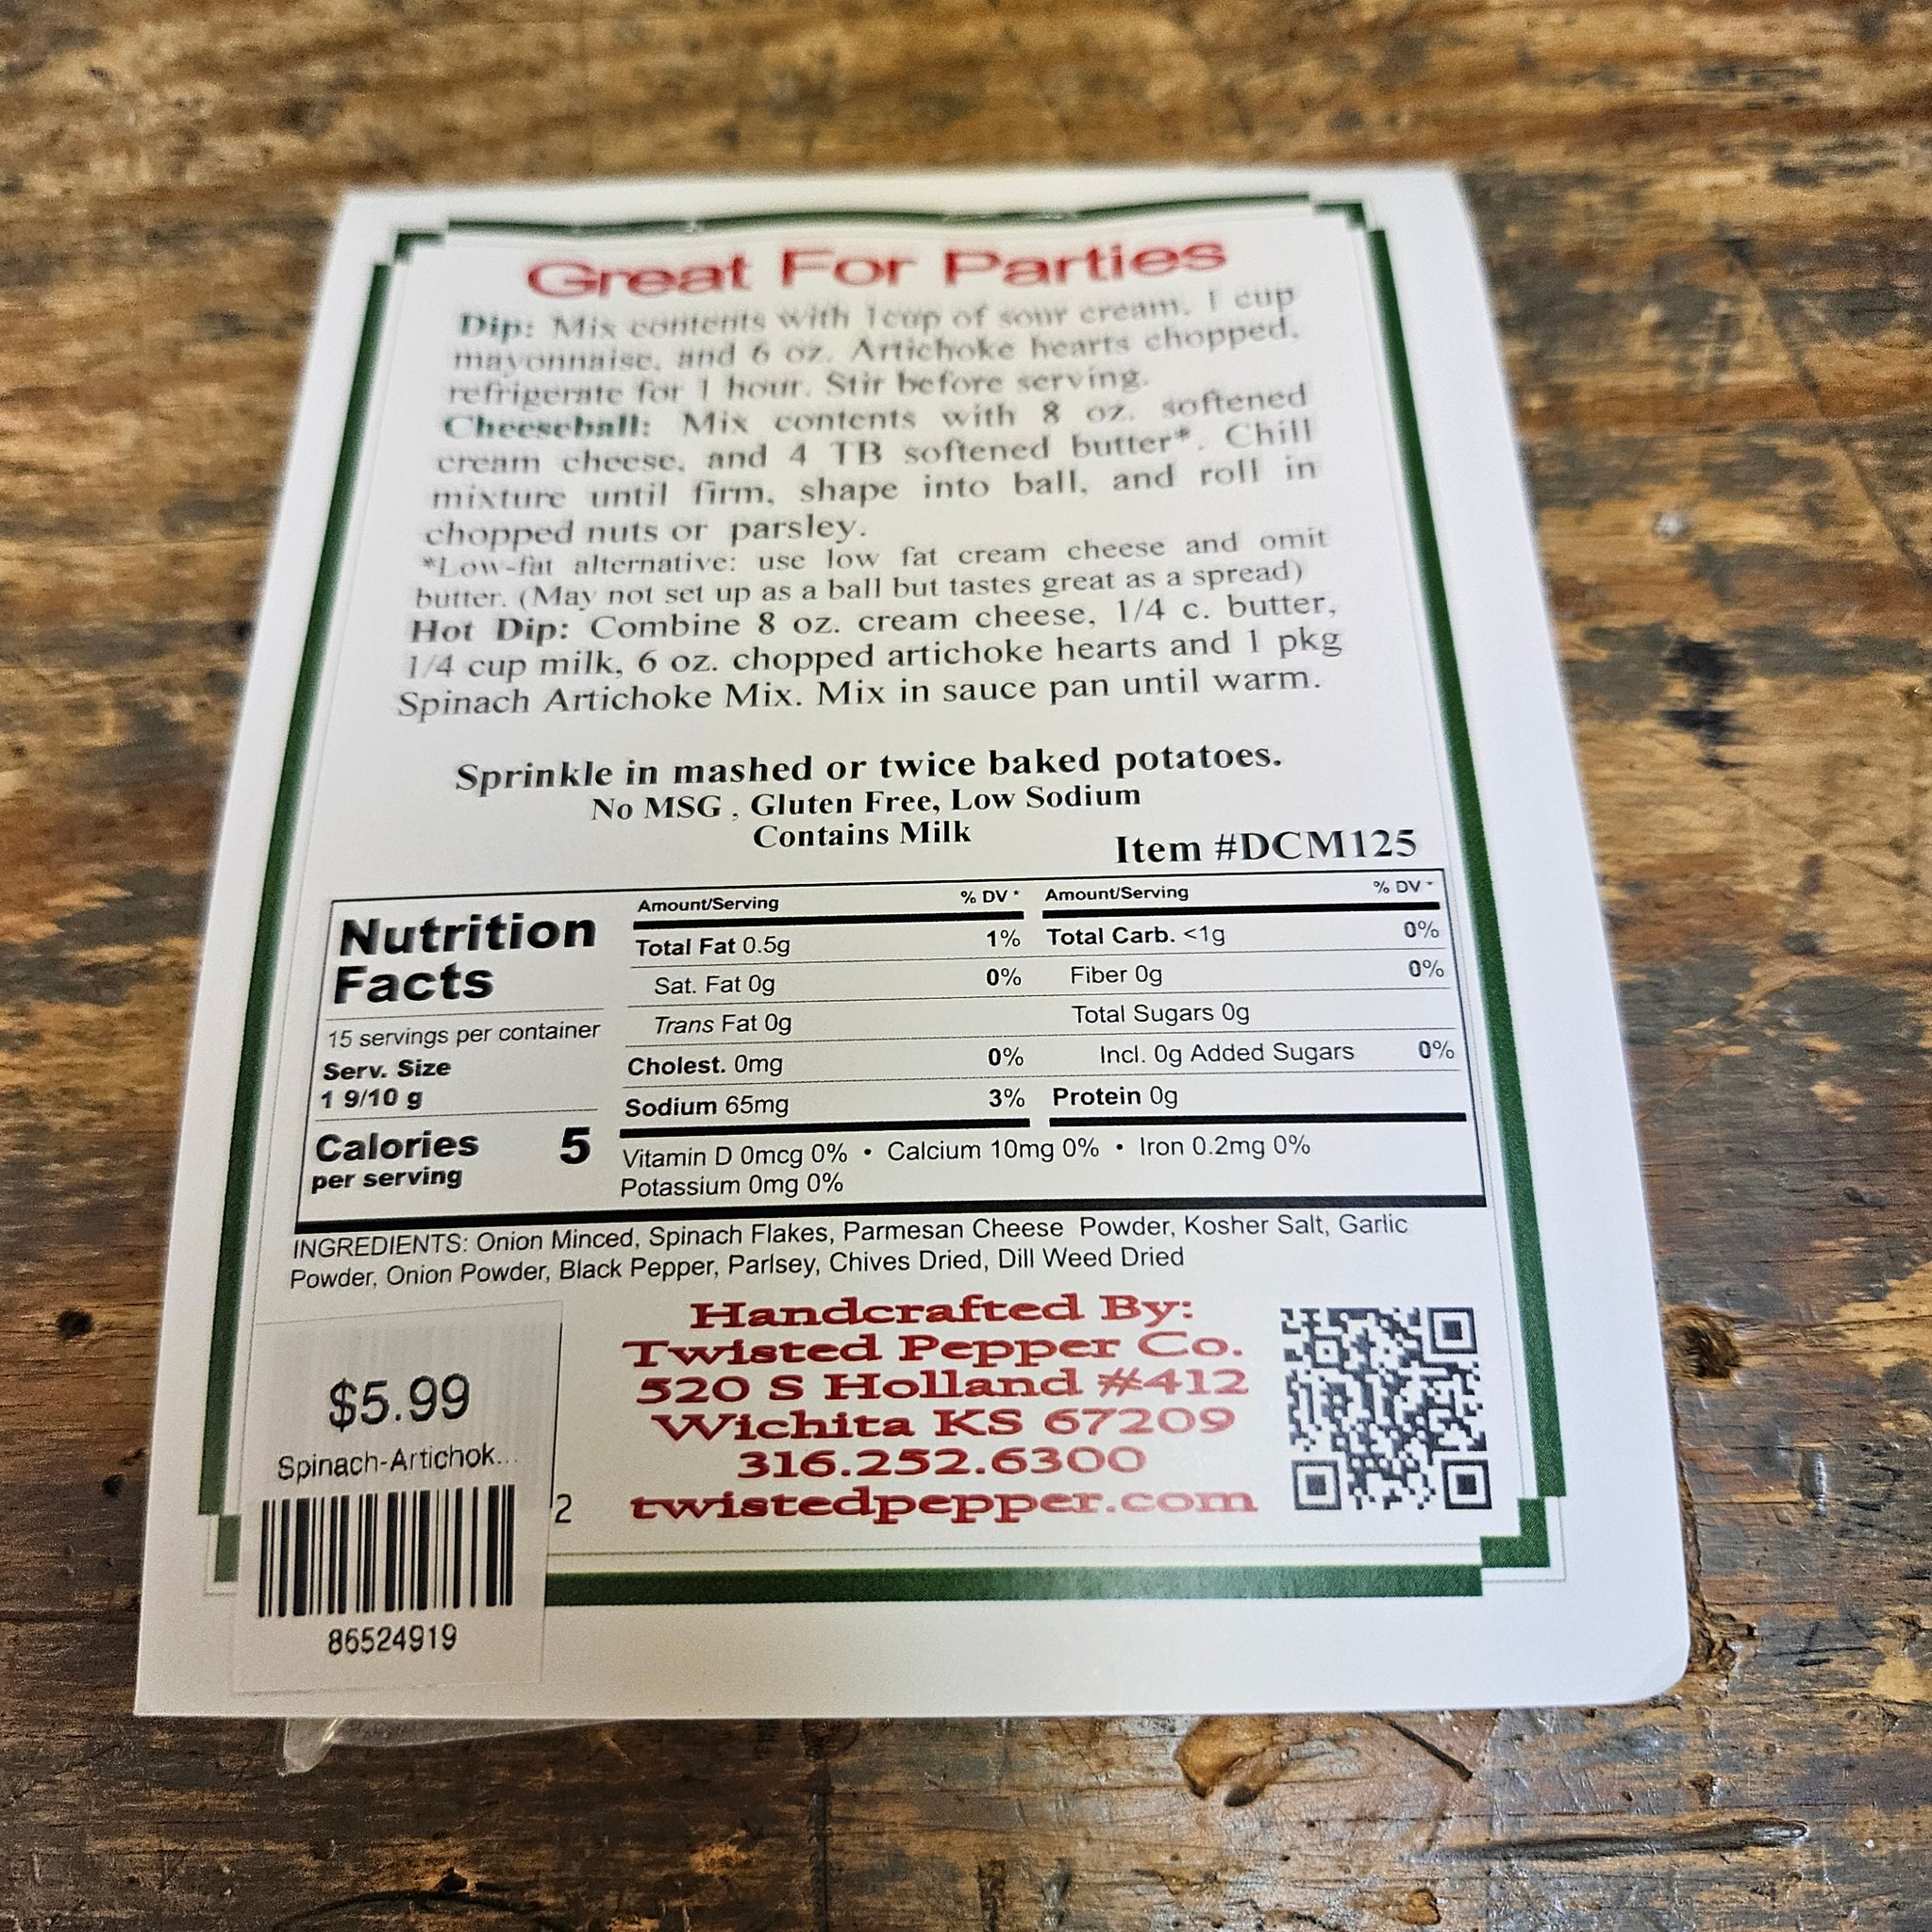 Great For Parties
Dip: Mix contents with 1cup of sour cream, 1 cup
mayonnaise, and 6 oz. Artichoke hearts chopped,
refrigerate for 1 hour. Stir before serving.
Cheeseball: Mix contents with 8 oz. softened
cream cheese, and 4 TB softened butter*. Chill
mixture until firm, shape into ball, and roll in
chopped nuts or parsley.
*Low-fat alternative: use low fat cream cheese and omit
butter. (May not set up as a ball but tastes great as a spread)
Hot Dip: Combine 8 oz. cream cheese, 1/4 c. butter,
1/4 cup milk, 6 oz. chopped artichoke hearts and 1 pkg
Spinach Artichoke Mix. Mix in sauce pan until warm.
Sprinkle in mashed or twice baked potatoes.
No MSG , Gluten Free, Low Sodium
Contains Milk
Item #DCM125
Nutrition
Facts
15 servings per container
Serv. Size
1 9/10 g
Calories 5
per serving
Amount/Serving % DV *
Total Fat 0.5g 1%
Sat. Fat 0g 0%
Trans Fat 0g
Cholest. 0mg 0%
Sodium 65mg 3%
Amount/Serving % DV *
Total Carb. <1g 0%
Fiber 0g 0%
Total Sugars 0g
Incl. 0g Added Sugars 0%
Protein 0g
Vitamin D 0mcg 0% • Calcium 10mg 0% • Iron 0.2mg 0%
Potassium 0mg 0%
INGREDIENTS: Onion Minced, Spinach Flakes, Parmesan Cheese Powder, Kosher Salt, Garlic
Powder, Onion Powder, Black Pepper, Parlsey, Chives Dried, Dill Weed Dried
Handcrafted By:
Twisted Pepper Co.
520 S Holland #412
Wichita KS 67209
316.252.6300
twistedpepper.com
$5.99
Spinach-Artichok...
2
86524919